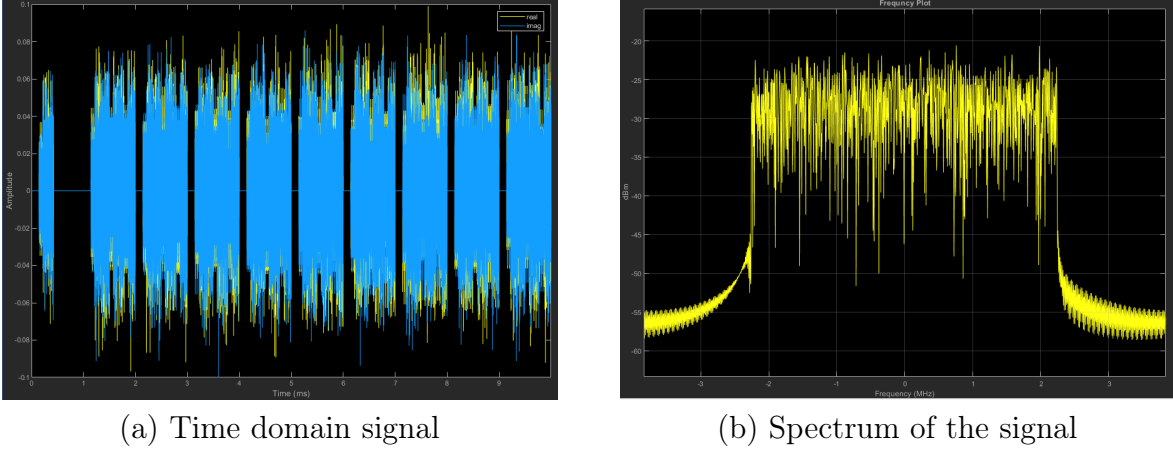 real
imag
0.1
0.08
0.06
0.04
0.02
0
-0.02
-0.04
-0.06
-0.08
-0.1
Amplitude
0 1 2 3 4 5 6 7 8 9
Time (ms)
(a) Time domain signal
Frequncy Plot
-20
-25
-30
-35
-40
-45
-50
-55
-60
dBm
-3 -2 -1 0 1 2 3
Frequency (MHz)
(b) Spectrum of the signal